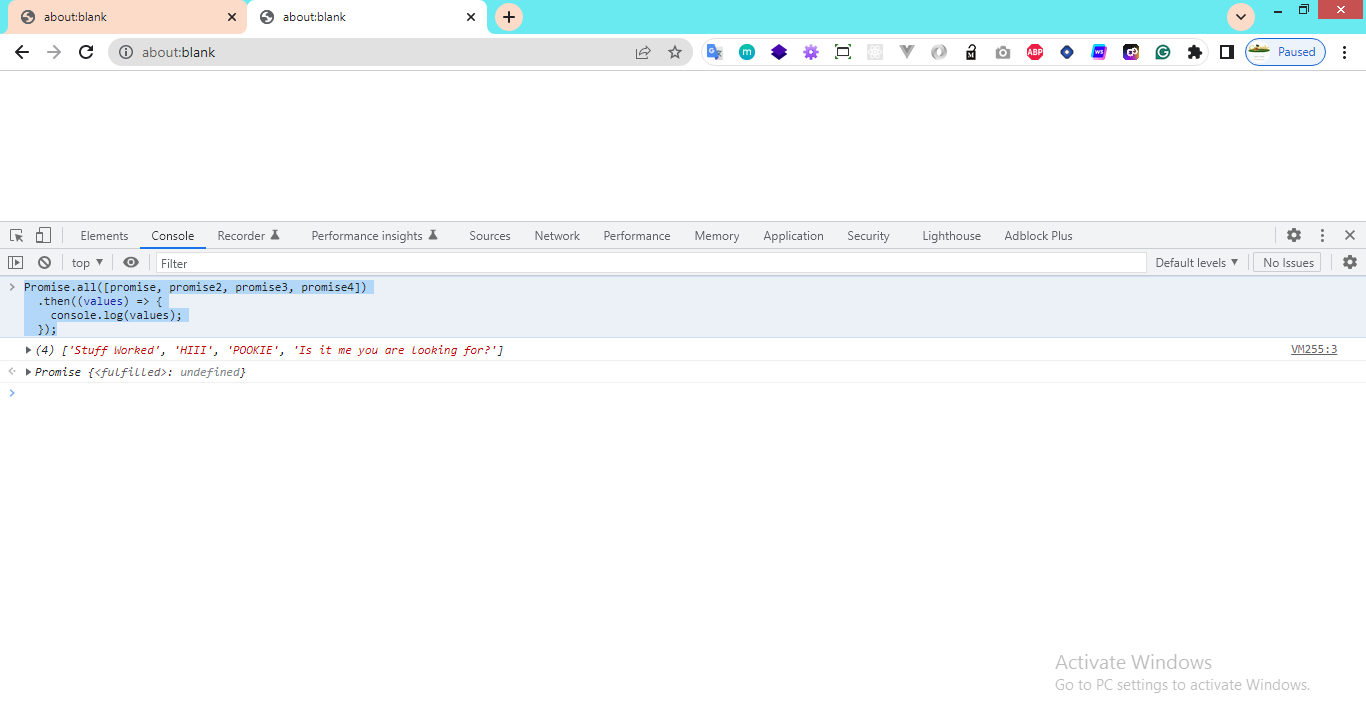 about:blank
about:blank
about:blank
ABP
WS
Paused
Elements Console Recorder Performance insights Sources Network Performance Memory Application Security Lighthouse Adblock Plus
top Filter Default levels No Issues
Promise.all([promise, promise2, promise3, promise4])
.then((values) => {
console.log(values);
});
(4) ['Stuff Worked', 'HIII', 'POOKIE', 'Is it me you are looking for?'] VM255:3
Promise {<fulfilled>: undefined}
Activate Windows
Go to PC settings to activate Windows.